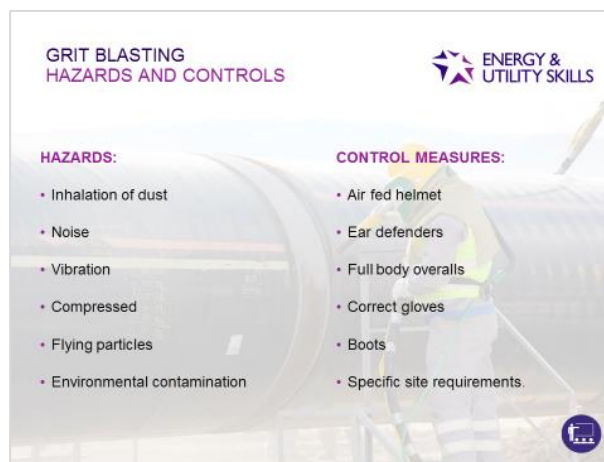 GRIT BLASTING
HAZARDS AND CONTROLS
ENERGY &
UTILITY SKILLS
HAZARDS:
• Inhalation of dust
• Noise
• Vibration
• Compressed
• Flying particles
• Environmental contamination
CONTROL MEASURES:
• Air fed helmet
• Ear defenders
• Full body overalls
• Correct gloves
• Boots
• Specific site requirements.